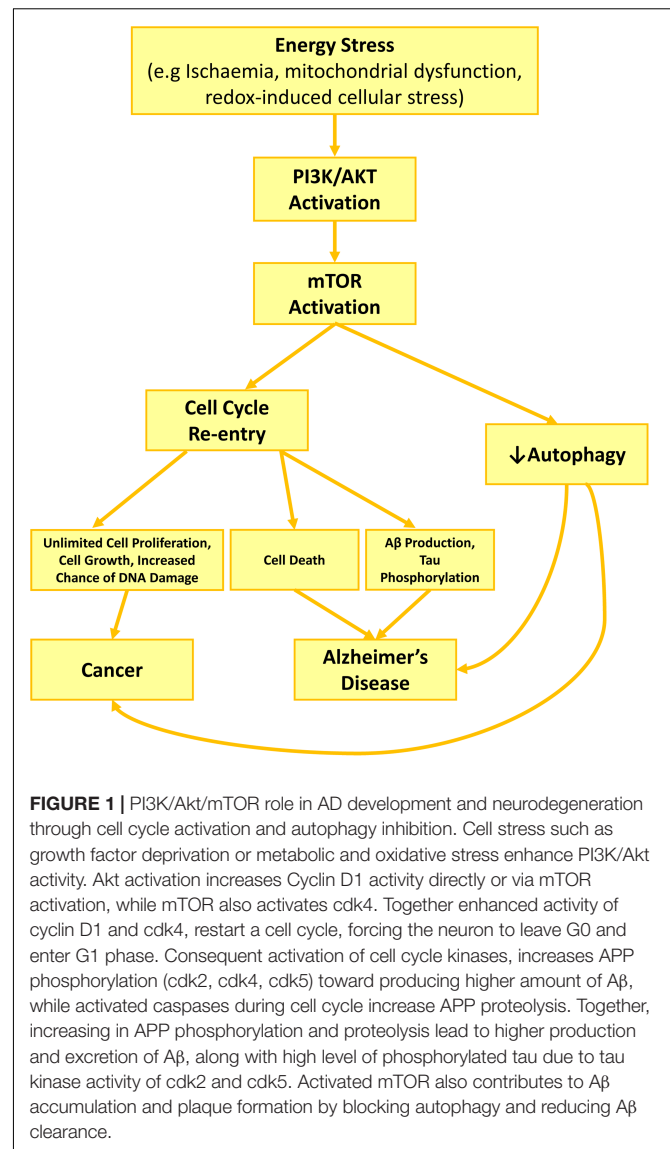 Energy Stress
(e.g Ischaemia, mitochondrial dysfunction,
redox-induced cellular stress)
PI3K/AKT
Activation
mTOR
Activation
Cell Cycle
Re-entry
↓Autophagy
Unlimited Cell Proliferation,
Cell Growth, Increased
Chance of DNA Damage
Cell Death
Aβ Production,
Tau
Phosphorylation
Cancer
Alzheimer's
Disease
FIGURE 1 | PI3K/Akt/mTOR role in AD development and neurodegeneration
through cell cycle activation and autophagy inhibition. Cell stress such as
growth factor deprivation or metabolic and oxidative stress enhance PI3K/Akt
activity. Akt activation increases Cyclin D1 activity directly or via mTOR
activation, while mTOR also activates cdk4. Together enhanced activity of
cyclin D1 and cdk4, restart a cell cycle, forcing the neuron to leave G0 and
enter G1 phase. Consequent activation of cell cycle kinases, increases APP
phosphorylation (cdk2, cdk4, cdk5) toward producing higher amount of Aβ,
while activated caspases during cell cycle increase APP proteolysis. Together,
increasing in APP phosphorylation and proteolysis lead to higher production
and excretion of Aβ, along with high level of phosphorylated tau due to tau
kinase activity of cdk2 and cdk5. Activated mTOR also contributes to Aβ
accumulation and plaque formation by blocking autophagy and reducing Aβ
clearance.